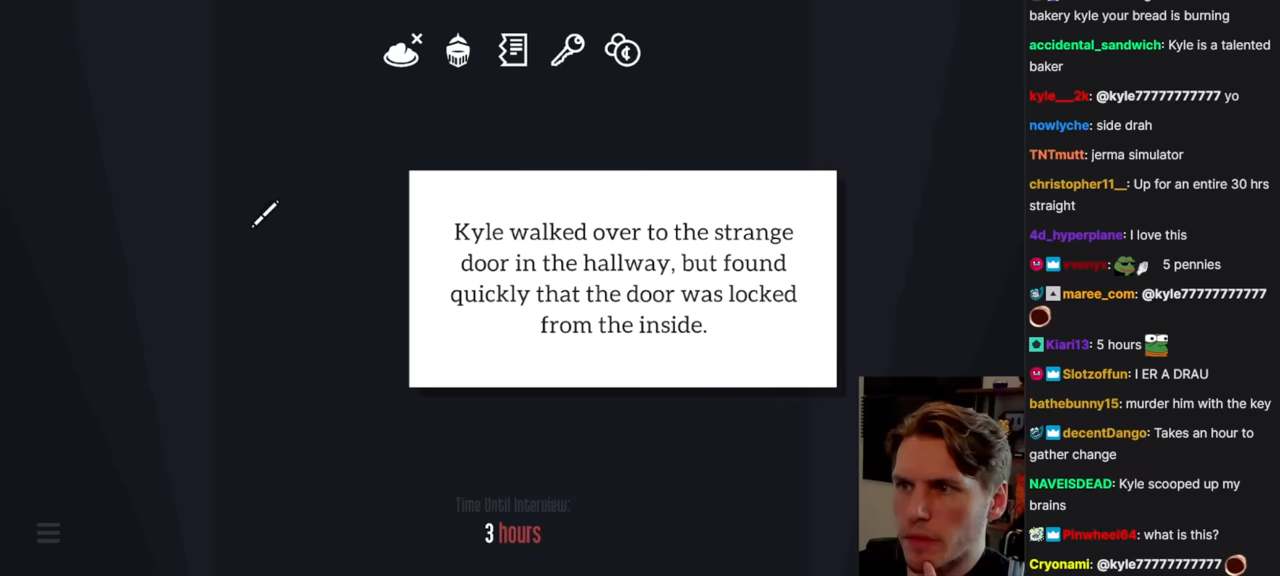 Kyle walked over to the strange
door in the hallway, but found
quickly that the door was locked
from the inside.
Time Until Interview:
3 hours
bakery kyle your bread is burning
accidental_sandwich: Kyle is a talented
baker
kyle___2k: @kyle77777777777 yo
nowlyche: side drah
TNTmutt: jerma simulator
christopher11__: Up for an entire 30 hrs
straight
4d_hyperplane: I love this
: 5 pennies
maree_com: @kyle77777777777
Kiari13: 5 hours
Slotzoffun: I ER A DRAU
bathebunny15: murder him with the key
decentDango: Takes an hour to
gather change
NAVEISDEAD: Kyle scooped up my
brains
Pinwheel64: what is this?
Cryonami: @kyle77777777777